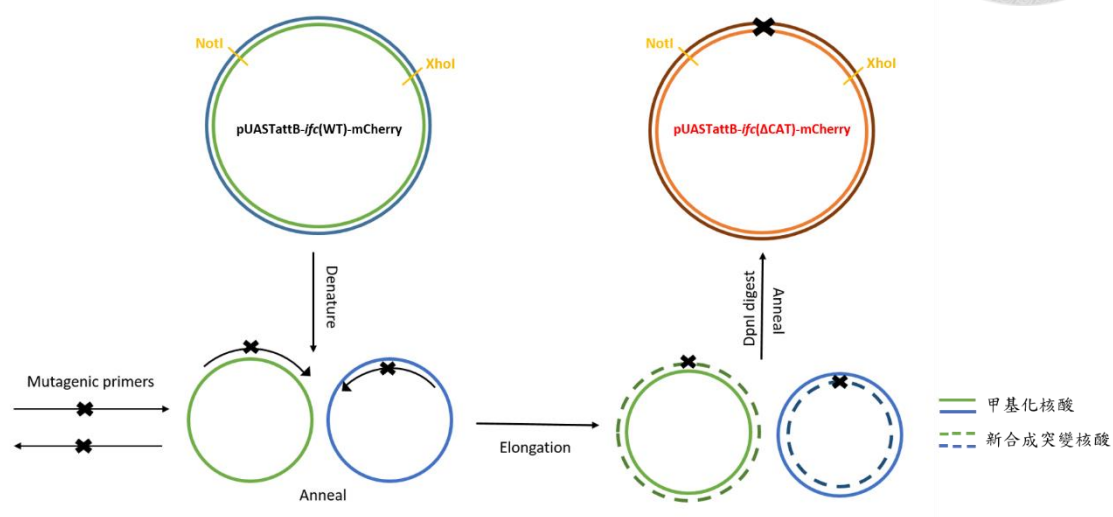 NotI
XhoI
pUASTattB-ifc(WT)-mCherry
NotI
XhoI
pUASTattB-ifc(ΔCAT)-mCherry
Denature
Anneal
DpnI digest
Mutagenic primers
Anneal
Elongation
甲基化核酸
新合成突變核酸